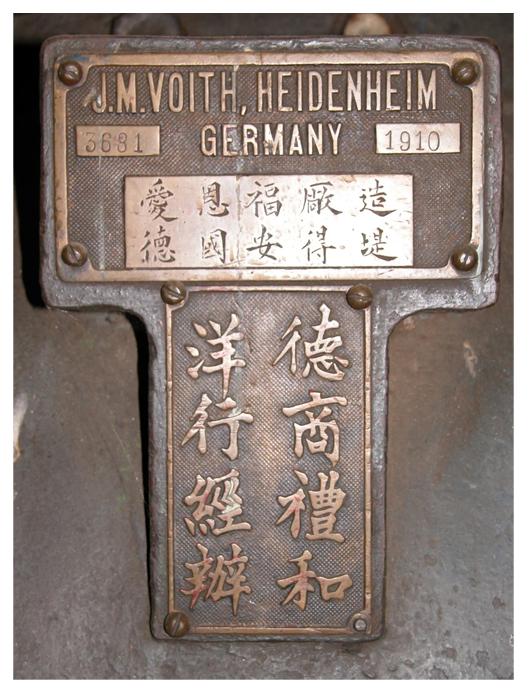 J.M.VOITH, HEIDENHEIM
3681 GERMANY 1910
愛恩福廠造
德國安得堤
德商禮和
洋行經辦